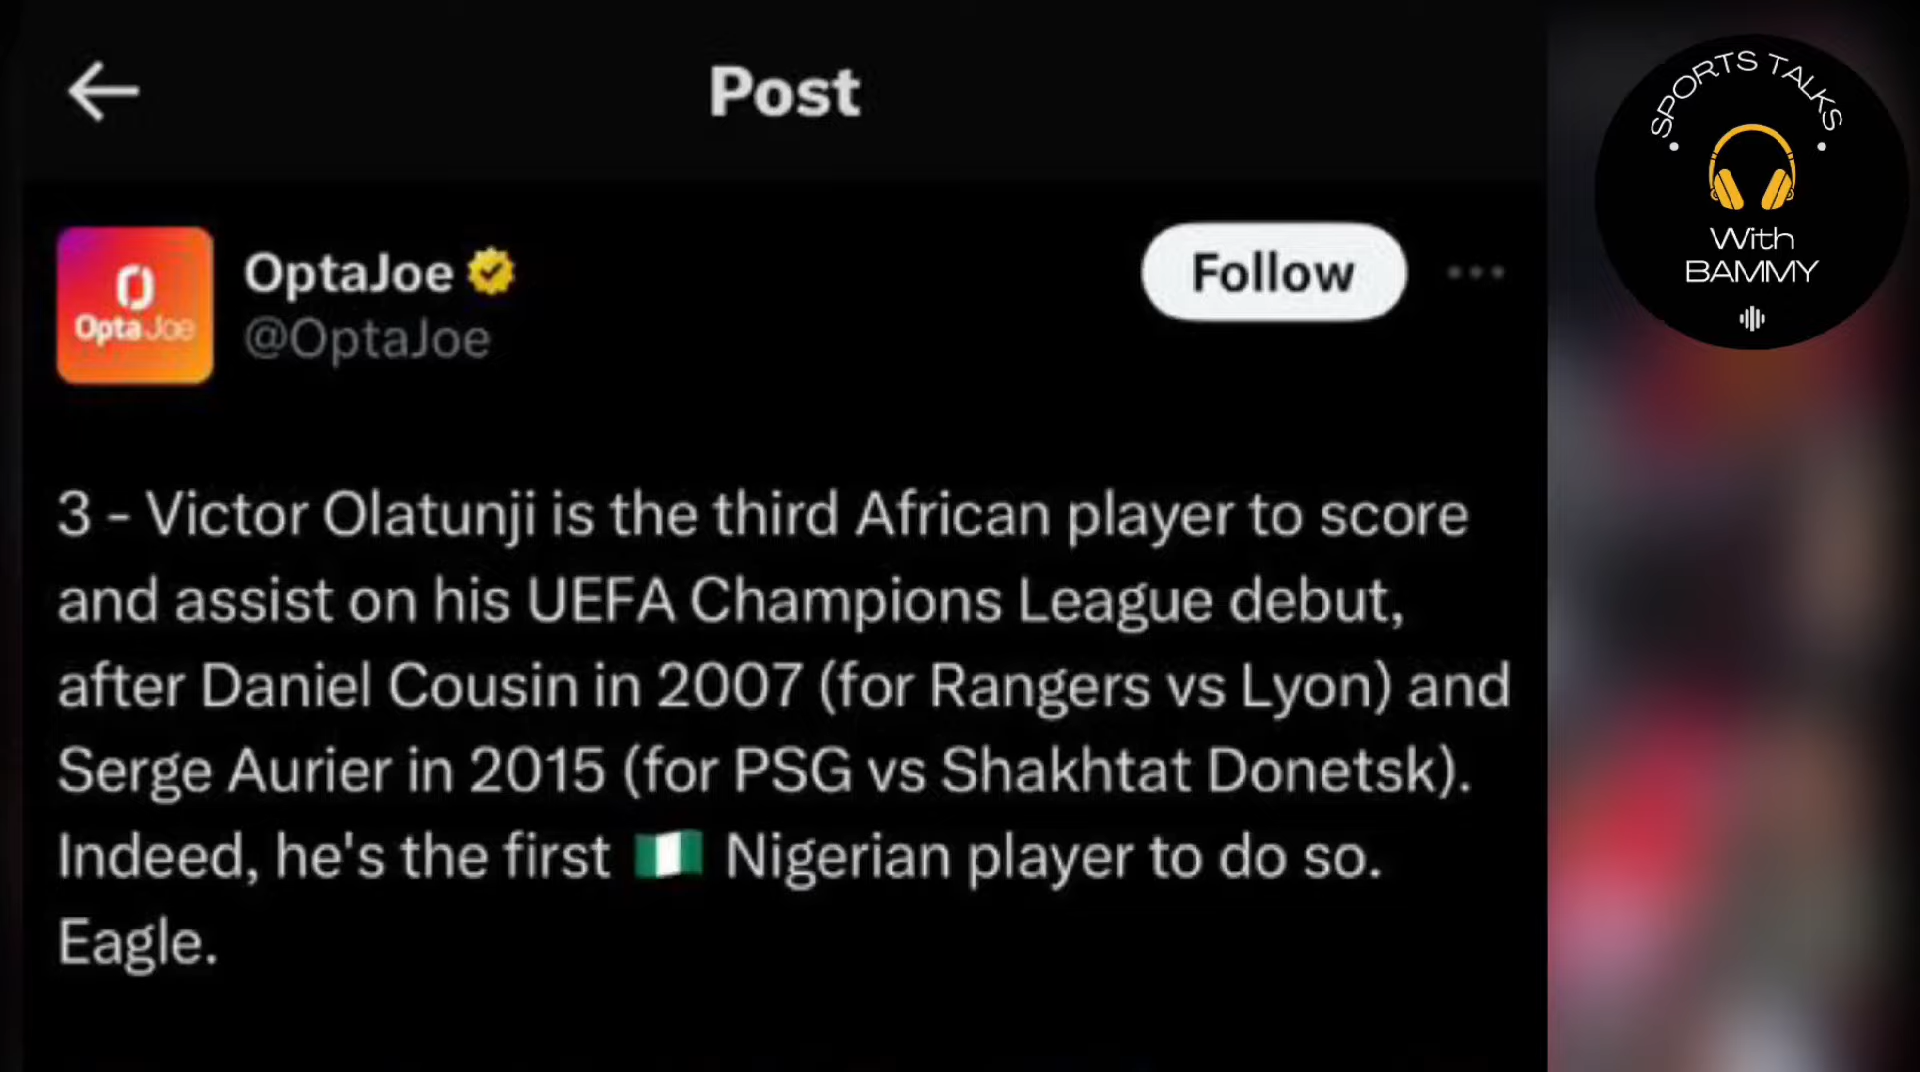 Post
OptaJoe
@OptaJoe
Follow
Opta Joe
3 - Victor Olatunji is the third African player to score
and assist on his UEFA Champions League debut,
after Daniel Cousin in 2007 (for Rangers vs Lyon) and
Serge Aurier in 2015 (for PSG vs Shakhtat Donetsk).
Indeed, he's the first 🇳🇬 Nigerian player to do so.
Eagle.
SPORTS TALKS
With
BAMMY